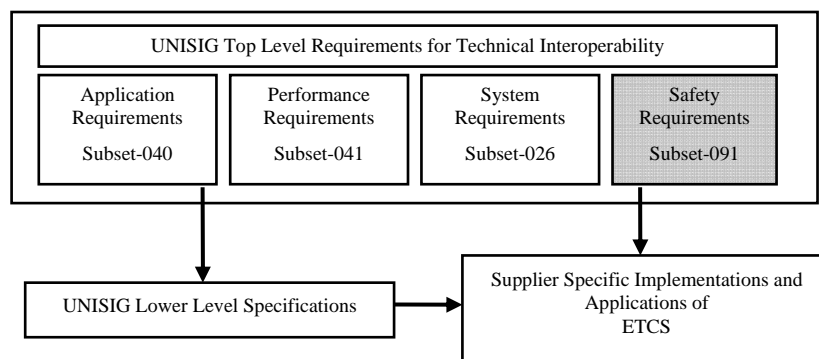 UNISIG Top Level Requirements for Technical Interoperability
Application
Requirements
Subset-040
Performance
Requirements
Subset-041
System
Requirements
Subset-026
Safety
Requirements
Subset-091
UNISIG Lower Level Specifications
Supplier Specific Implementations and
Applications of
ETCS